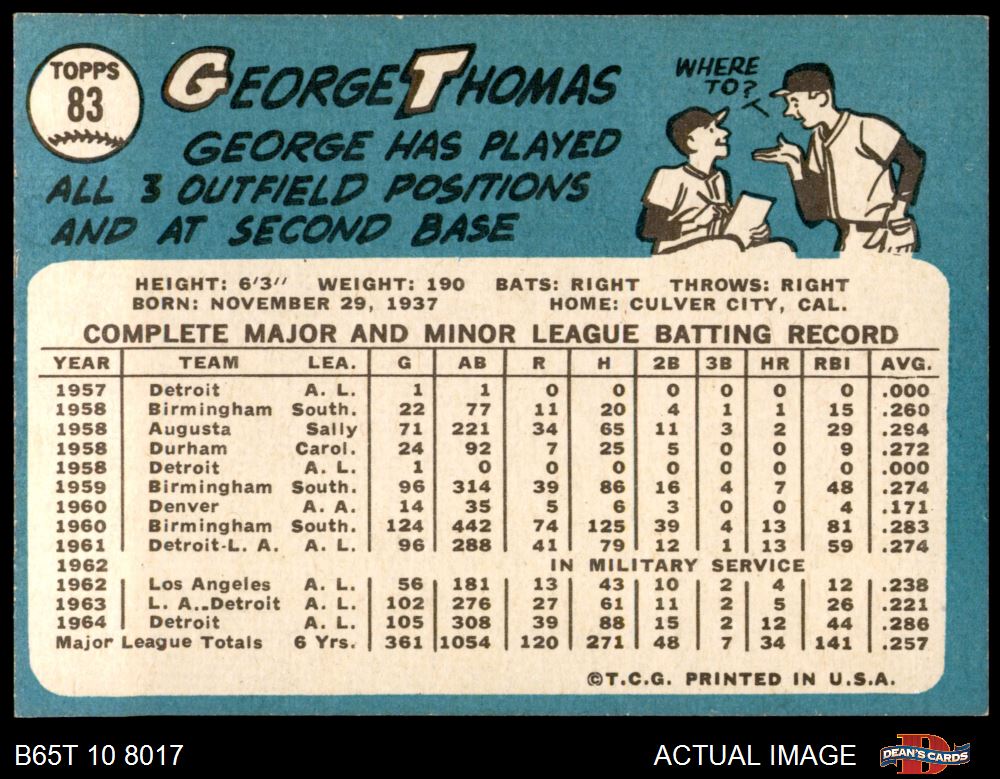 TOPPS
83
GEORGE THOMAS
GEORGE HAS PLAYED
ALL 3 OUTFIELD POSITIONS
AND AT SECOND BASE
WHERE
TO?
HEIGHT: 6'3" WEIGHT: 190 BATS: RIGHT THROWS: RIGHT
BORN: NOVEMBER 29, 1937 HOME: CULVER CITY, CAL.
COMPLETE MAJOR AND MINOR LEAGUE BATTING RECORD
YEAR TEAM LEA. G AB R H 2B 3B HR RBI AVG.
1957 Detroit A. L. 1 1 0 0 0 0 0 0 .000
1958 Birmingham South. 22 77 11 20 4 1 1 15 .260
1958 Augusta Sally 71 221 34 65 11 3 2 29 .294
1958 Durham Carol. 24 92 7 25 5 0 0 9 .272
1958 Detroit A. L. 1 0 0 0 0 0 0 0 .000
1959 Birmingham South. 96 314 39 86 16 4 7 48 .274
1960 Denver A. A. 14 35 5 6 3 0 0 4 .171
1960 Birmingham South. 124 442 74 125 39 4 13 81 .283
1961 Detroit-L. A. A. L. 96 288 41 79 12 1 13 59 .274
1962 IN MILITARY SERVICE
1962 Los Angeles A. L. 56 181 13 43 10 2 4 12 .238
1963 L. A.-Detroit A. L. 102 276 27 61 11 2 5 26 .221
1964 Detroit A. L. 105 308 39 88 15 2 12 44 .286
Major League Totals 6 Yrs. 361 1054 120 271 48 7 34 141 .257
©T.C.G. PRINTED IN U.S.A.
B65T 10 8017 ACTUAL IMAGE
DEAN'S CARDS